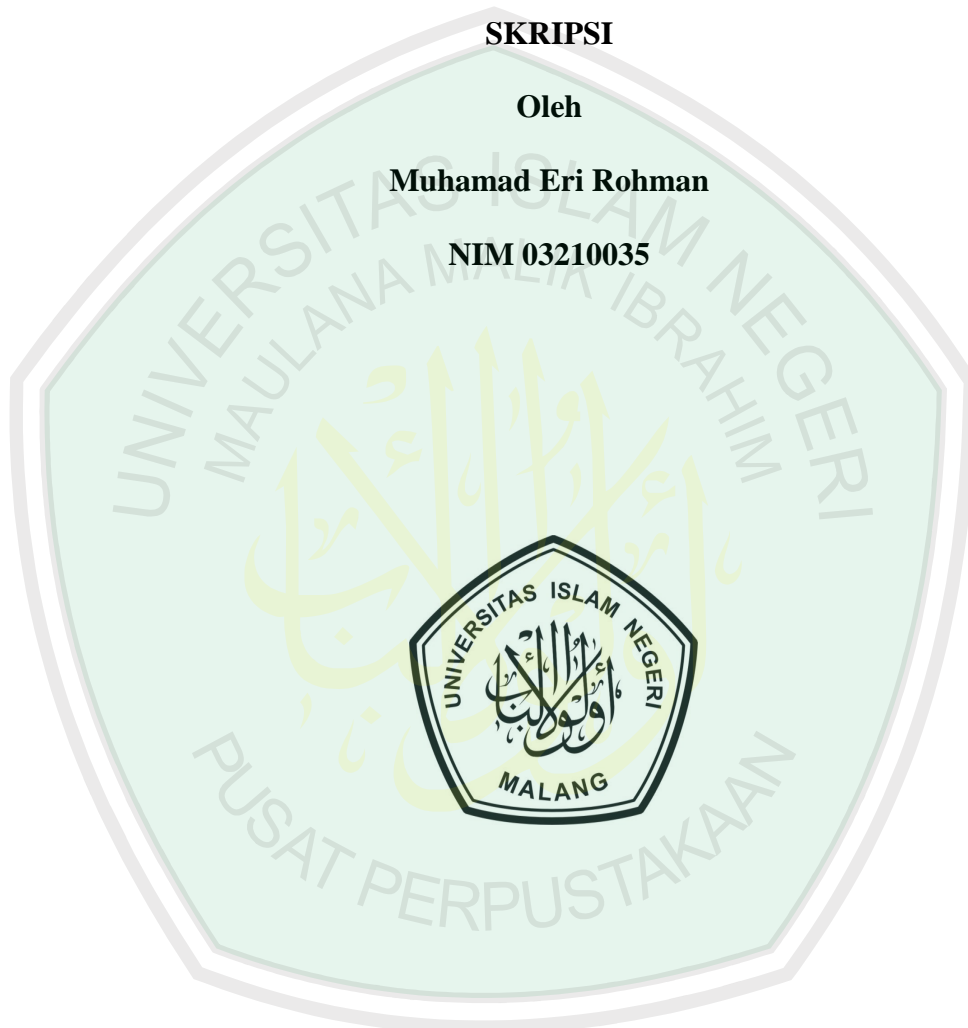 SKRIPSI
Oleh
Muhamad Eri Rohman
NIM 03210035
UNIVERSITAS ISLAM NEGERI
MAULANA MALIK IBRAHIM
PUSAT PERPUSTAKAAN
UNIVERSITAS ISLAM NEGERI
أولو الألباب
MALANG